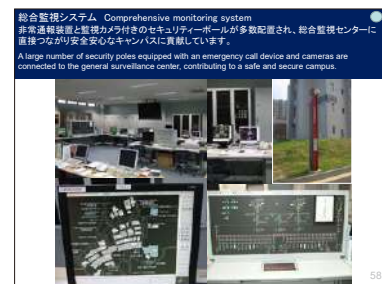 総合監視システム Comprehensive monitoring system
非常通報装置と監視カメラ付きのセキュリティーポールが多数配置され、総合監視センターに
直接つながり安全安心なキャンパスに貢献しています。
A large number of security poles equipped with an emergency call device and cameras are
connected to the general surveillance center, contributing to a safe and secure campus.
58